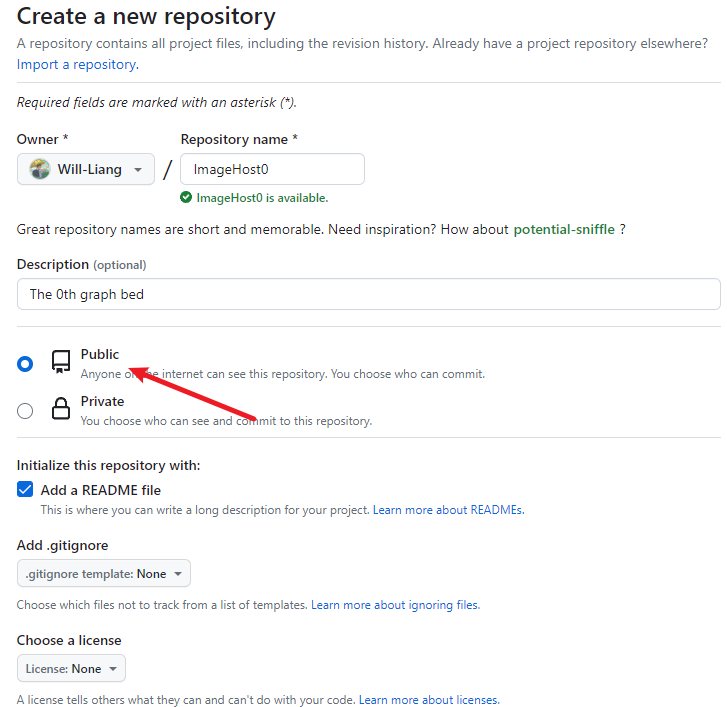 Create a new repository
A repository contains all project files, including the revision history. Already have a project repository elsewhere?
Import a repository.
Required fields are marked with an asterisk (*).
Owner * Repository name *
Will-Liang / ImageHost0
ImageHost0 is available.
Great repository names are short and memorable. Need inspiration? How about potential-sniffle ?
Description (optional)
The 0th graph bed
Public
Anyone on the internet can see this repository. You choose who can commit.
Private
You choose who can see and commit to this repository.
Initialize this repository with:
Add a README file
This is where you can write a long description for your project. Learn more about READMEs.
Add .gitignore
.gitignore template: None
Choose which files not to track from a list of templates. Learn more about ignoring files.
Choose a license
License: None
A license tells others what they can and can't do with your code. Learn more about licenses.